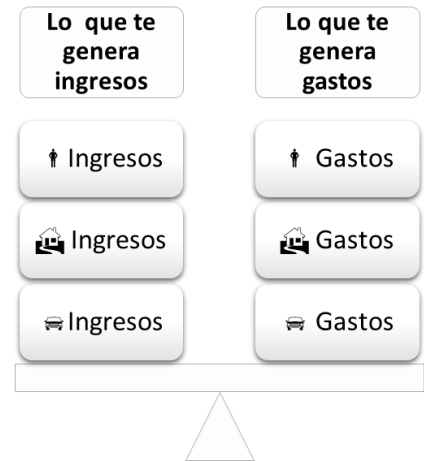 Lo que te
genera
ingresos
Lo que te
genera
gastos
Ingresos
Gastos
Ingresos
Gastos
Ingresos
Gastos